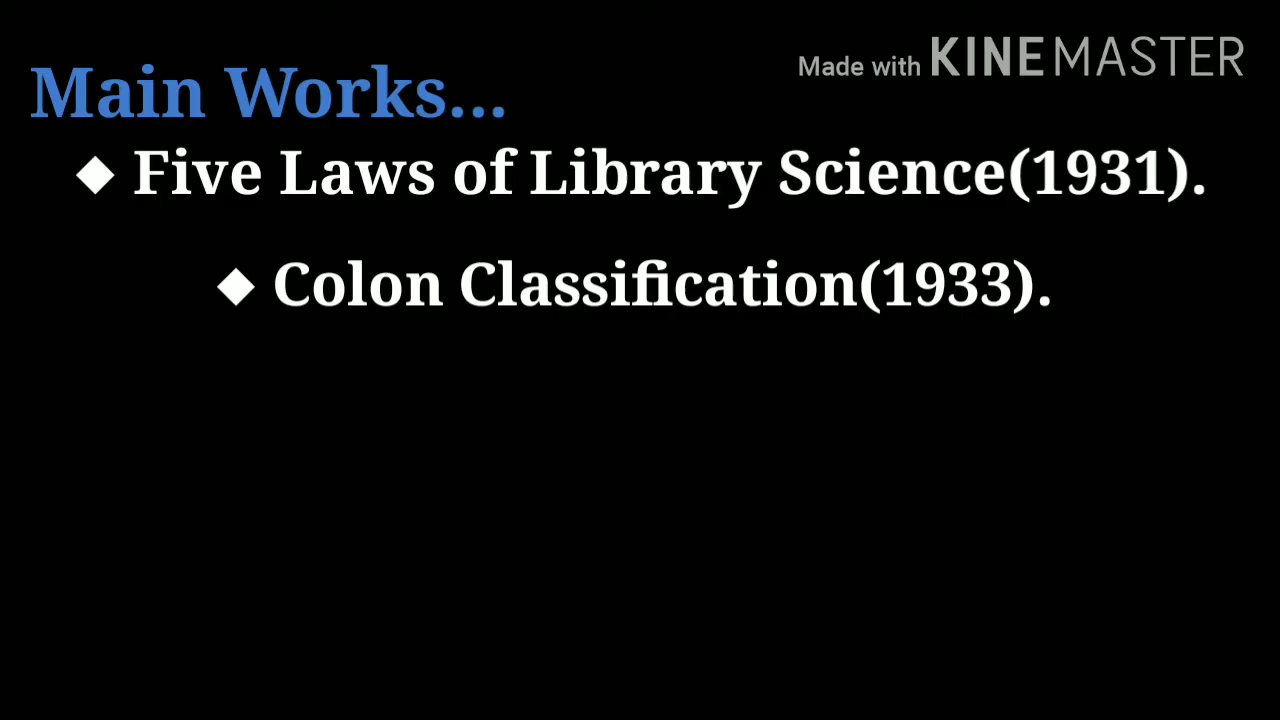 Made with KINEMASTER
Main Works...
◆ Five Laws of Library Science(1931).
◆ Colon Classification(1933).